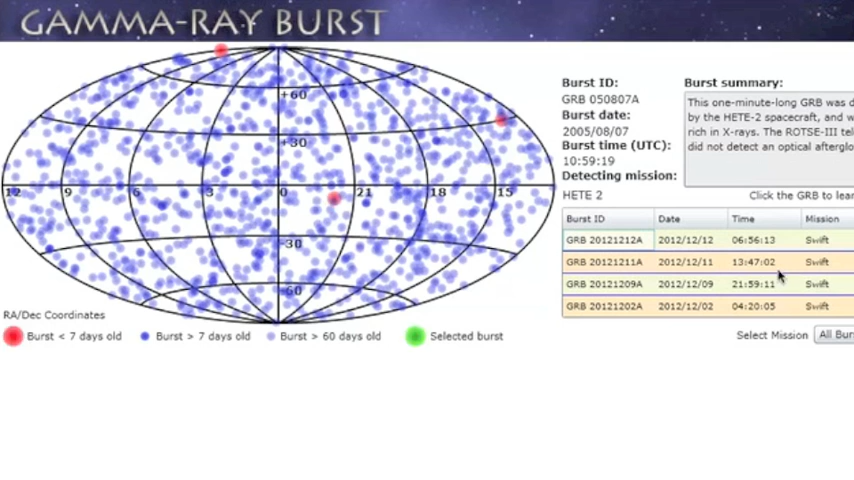 GAMMA-RAY BURST
+60
+30
12 9 6 3 0 21 18 15
-30
-60
RA/Dec Coordinates
Burst < 7 days old
Burst > 7 days old
Burst > 60 days old
Selected burst
Burst ID:
GRB 050807A
Burst date:
2005/08/07
Burst time (UTC):
10:59:19
Detecting mission:
HETE 2
Burst summary:
This one-minute-long GRB was d
by the HETE-2 spacecraft, and w
rich in X-rays. The ROTSE-III tel
did not detect an optical afterglo
Click the GRB to lear
Burst ID Date Time Mission
GRB 20121212A 2012/12/12 06:56:13 Swift
GRB 20121211A 2012/12/11 13:47:02 Swift
GRB 20121209A 2012/12/09 21:59:11 Swift
GRB 20121202A 2012/12/02 04:20:05 Swift
Select Mission All Bur